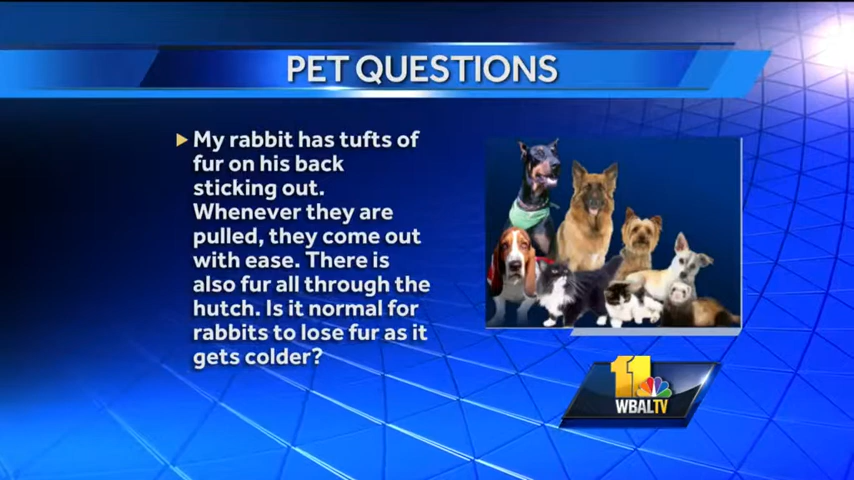 PET QUESTIONS
My rabbit has tufts of
fur on his back
sticking out.
Whenever they are
pulled, they come out
with ease. There is
also fur all through the
hutch. Is it normal for
rabbits to lose fur as it
gets colder?
11
WBALTV